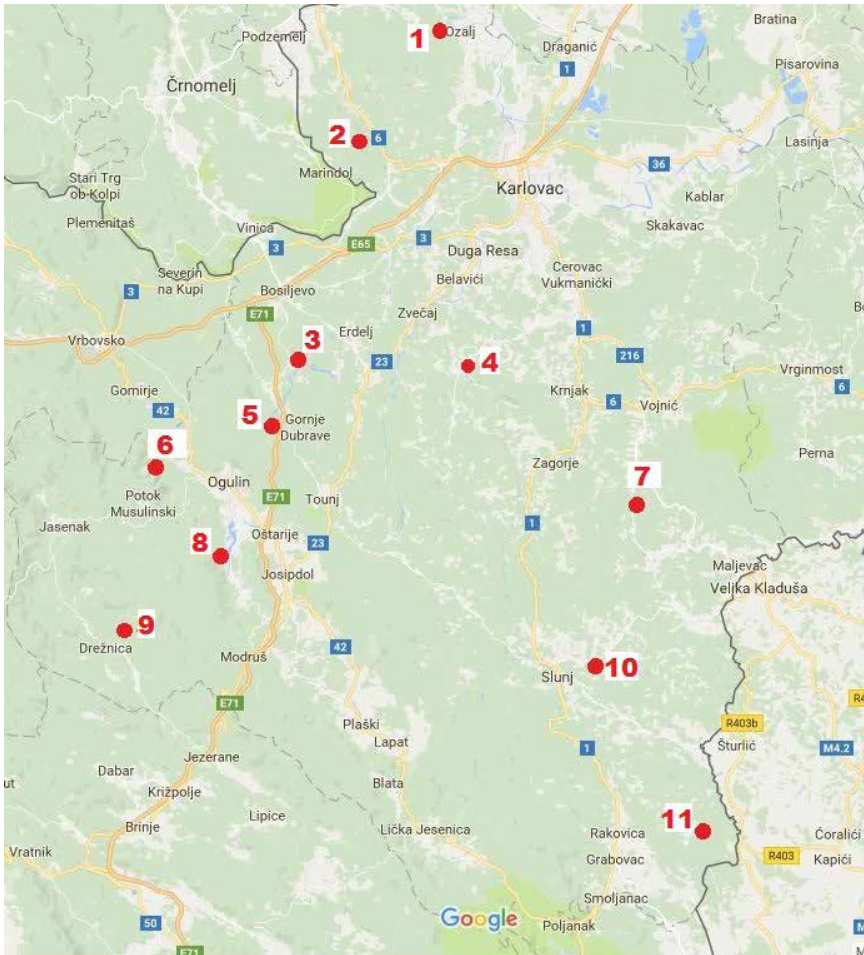 Bratina
Podzemelj
1
Ozalj
Draganić
Pisarovina
1
Črnomelj
2
6
Lasinja
Marindol
36
Stari Trg
ob Kolpi
Karlovac
Kablar
Plemenitaš
Skakavac
Vinica
3
E65
3
Duga Resa
Severin
na Kupi
Belavići
Cerovac
Vukmanićki
3
Bosiljevo
E71
Zvečaj
Erdelj
1
Vrbovsko
3
23
4
216
Vrginmost
Gomirje
Krnjak
6
Vojnić
6
42
5
Gornje
Dubrave
6
Perna
Zagorje
7
Ogulin
Potok
Musulinski
E71
Tounj
Jasenak
1
8
Oštarije
23
Josipdol
Maljevac
Velika Kladuša
9
Drežnica
42
Modruš
10
Slunj
E71
R403b
Plaški
Šturlić
M4.2
Lapat
1
Jezerane
Dabar
Blata
Križpolje
Lipice
11
Brinje
Lička Jesenica
Rakovica
Ćoralići
Vratnik
Grabovac
R403
Kapići
Smoljanac
Google
50
Poljanak
E71